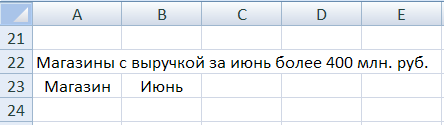 A B C D E
21
22 Магазины с выручкой за июнь более 400 млн. руб.
23 Магазин Июнь
24